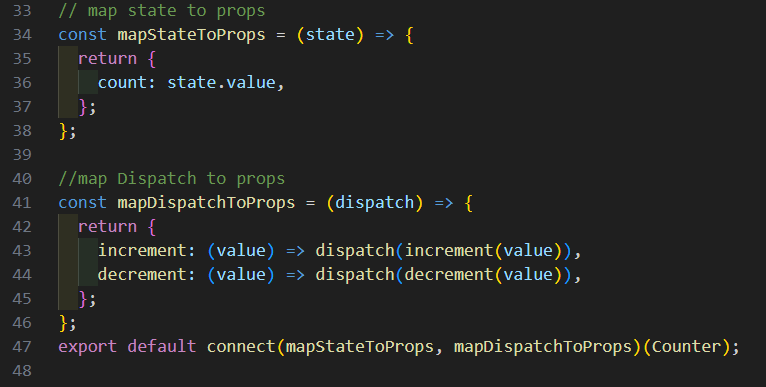 33 // map state to props
34 const mapStateToProps = (state) => {
35   return {
36     count: state.value,
37   };
38 };
39
40 //map Dispatch to props
41 const mapDispatchToProps = (dispatch) => {
42   return {
43     increment: (value) => dispatch(increment(value)),
44     decrement: (value) => dispatch(decrement(value)),
45   };
46 };
47 export default connect(mapStateToProps, mapDispatchToProps)(Counter);
48